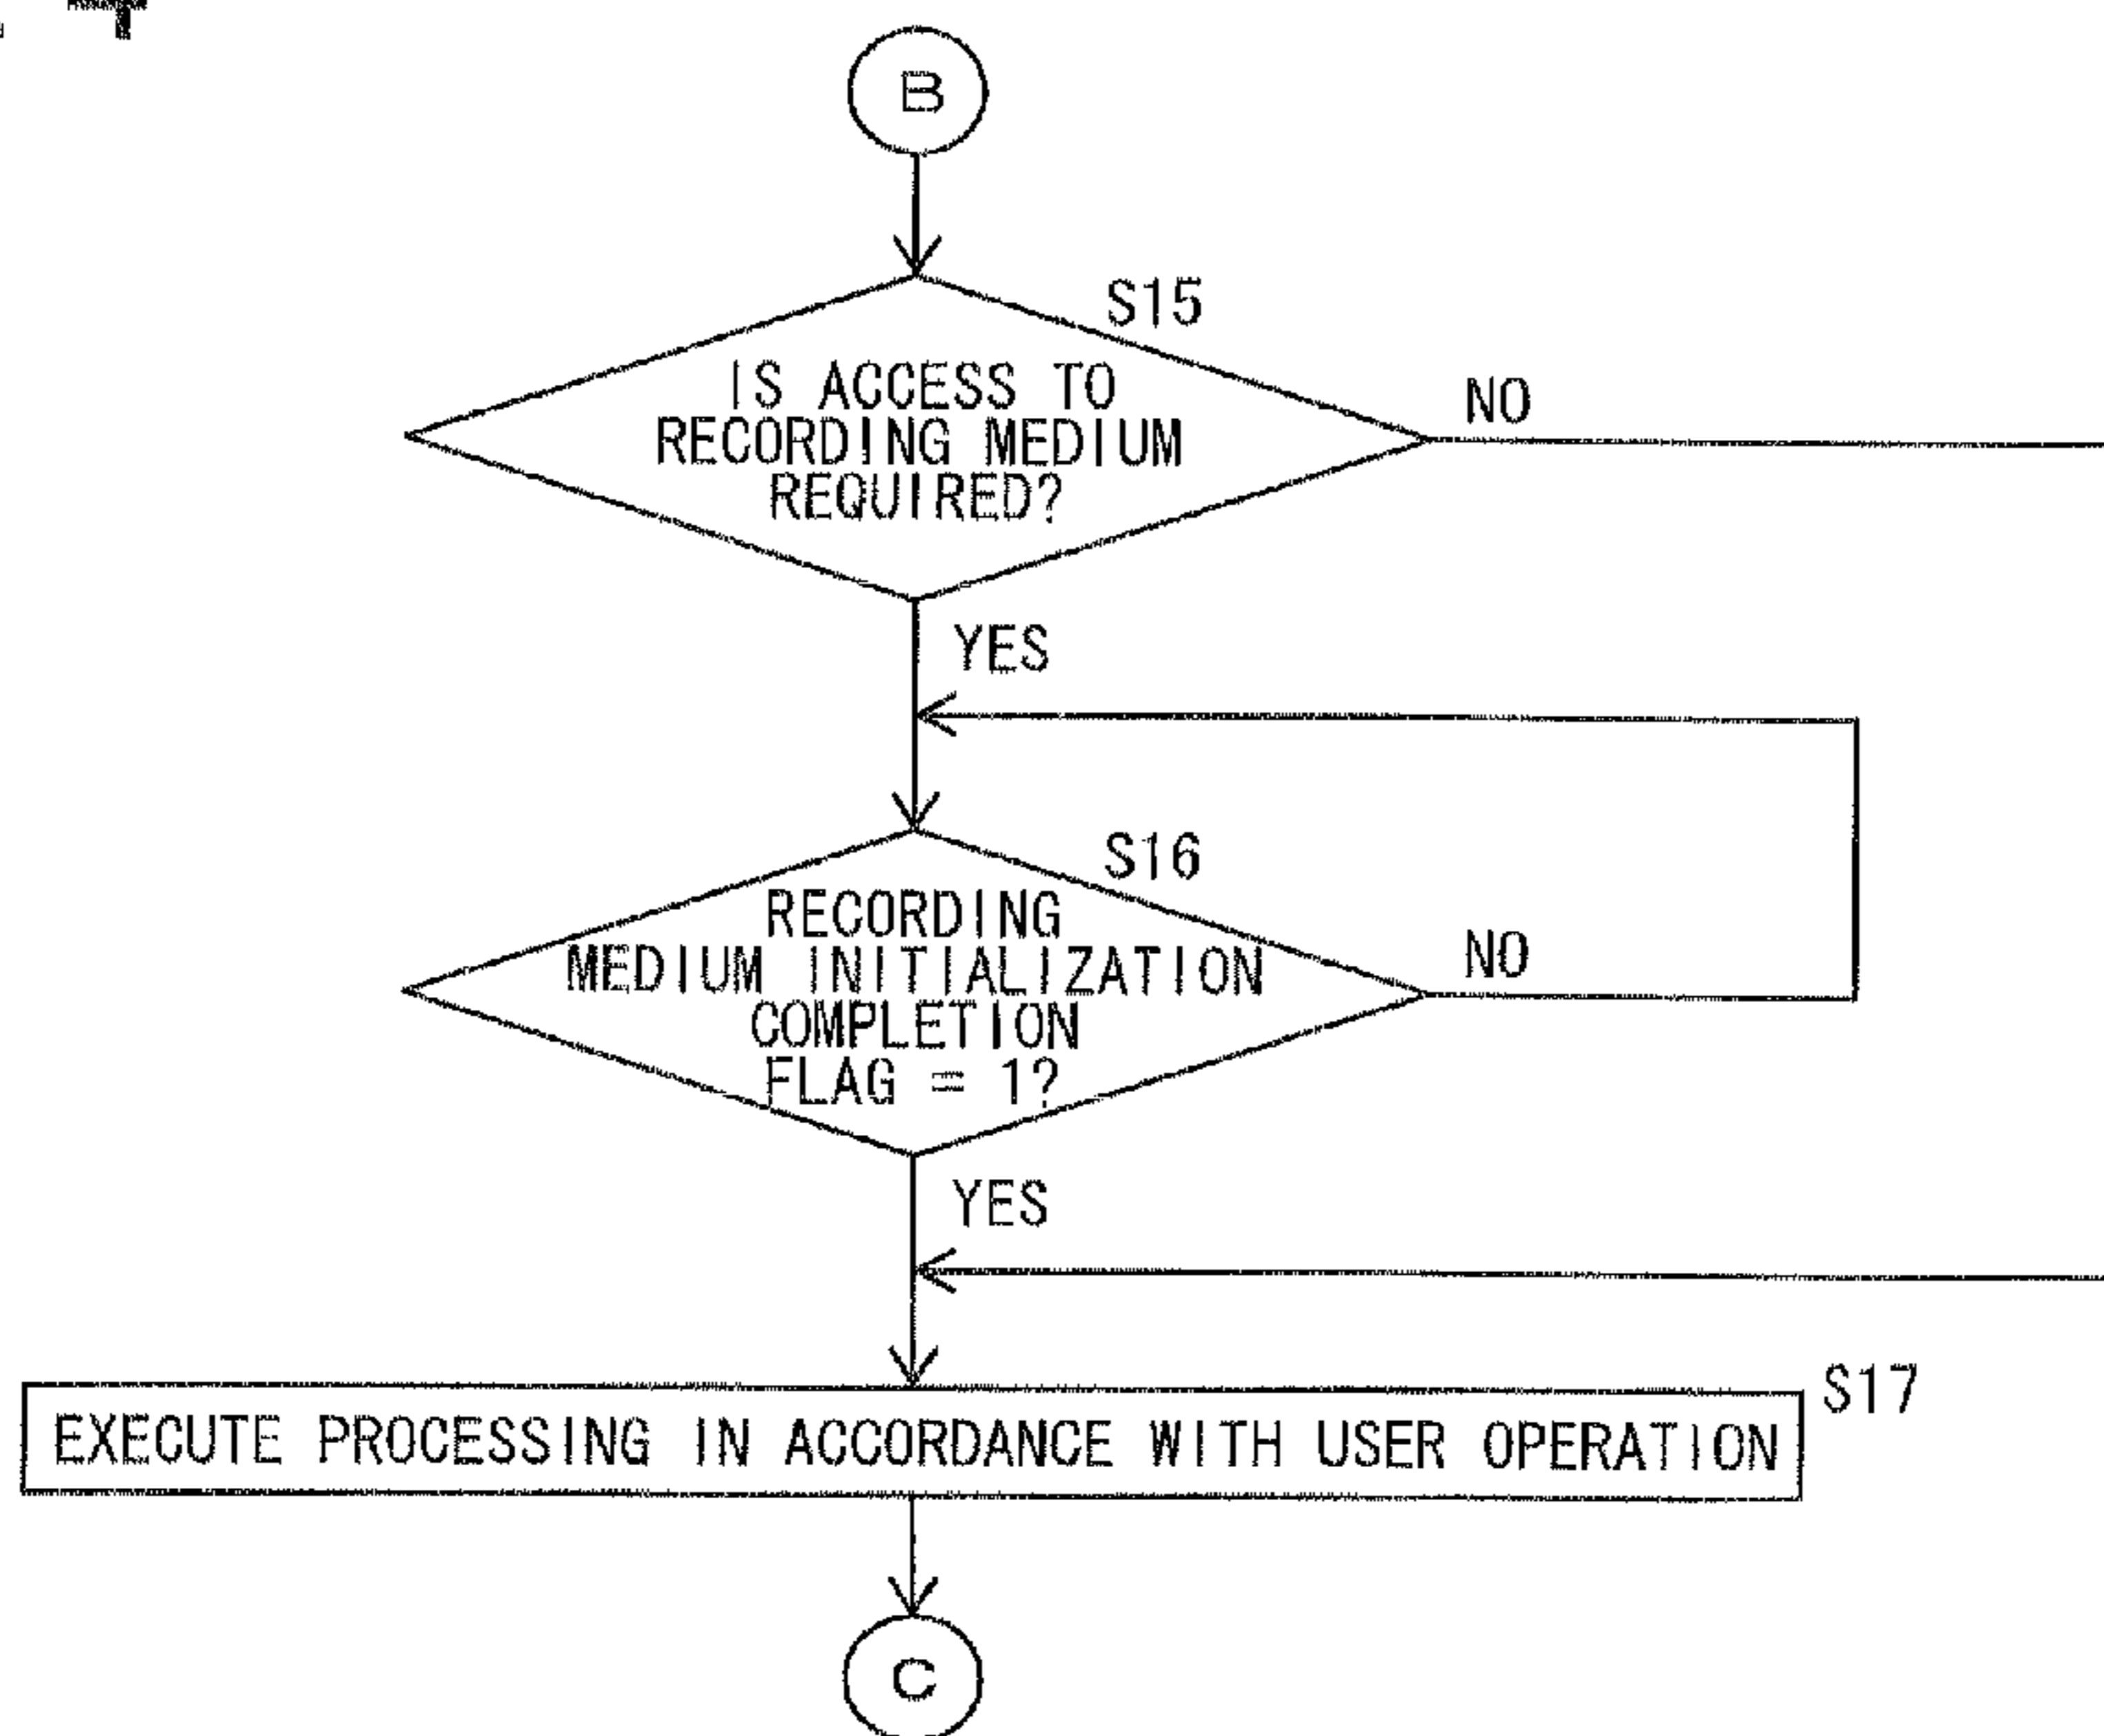 B
S15
IS ACCESS TO
RECORDING MEDIUM
REQUIRED?
NO
YES
S16
RECORDING
MEDIUM INITIALIZATION
COMPLETION
FLAG = 1?
NO
YES
S17
EXECUTE PROCESSING IN ACCORDANCE WITH USER OPERATION
C